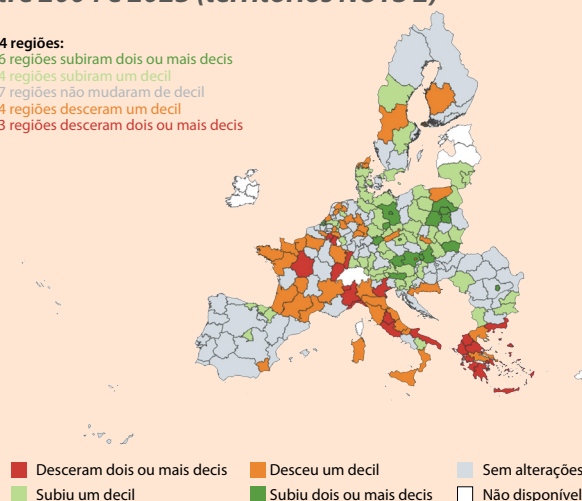 4 regiões:
6 regiões subiram dois ou mais decis
4 regiões subiram um decil
7 regiões não mudaram de decil
4 regiões desceram um decil
3 regiões desceram dois ou mais decis
Desceram dois ou mais decis
Desceu um decil
Sem alterações
Subiu um decil
Subiu dois ou mais decis
Não disponível